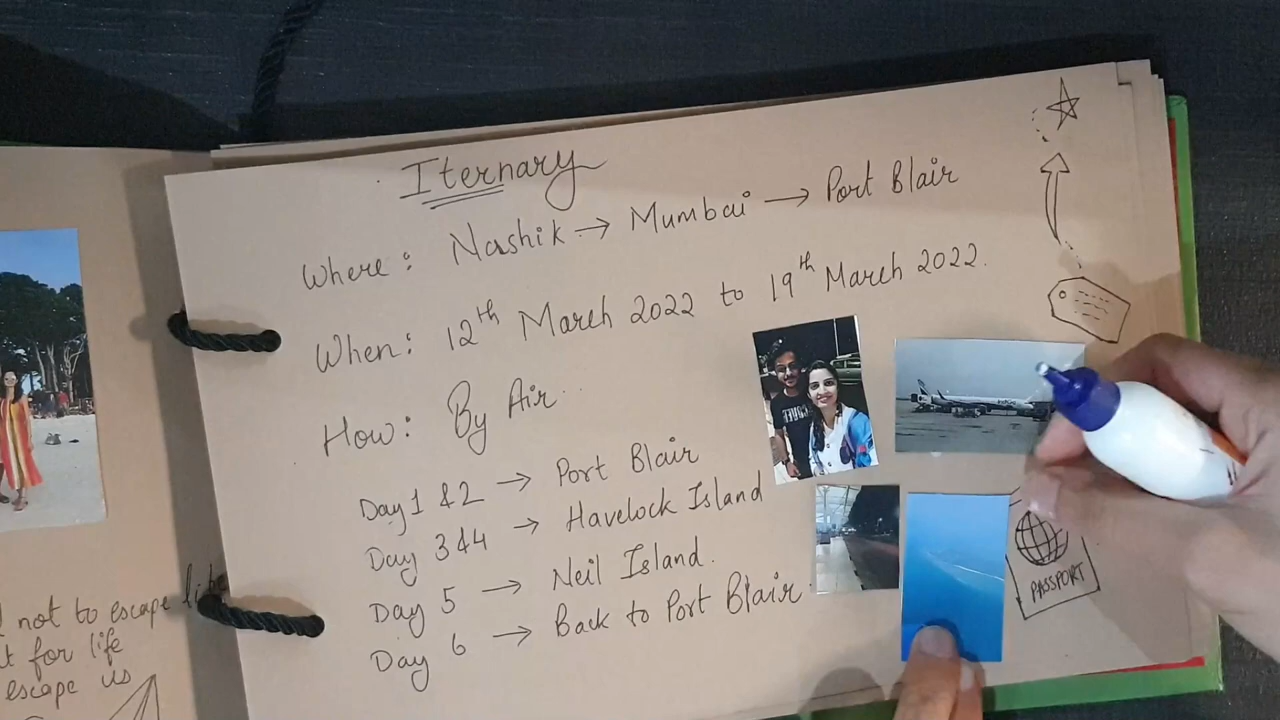 Iternary
Where: Nashik → Mumbai → Port Blair
When: 12th March 2022 to 19th March 2022.
How: By Air..
Day 1 & 2 → Port Blair
Day 3 & 4 → Havelock Island
Day 5 → Neil Island.
Day 6 → Back to Port Blair.
PASSPORT
IndiGo
not to escape life
for life
escape us